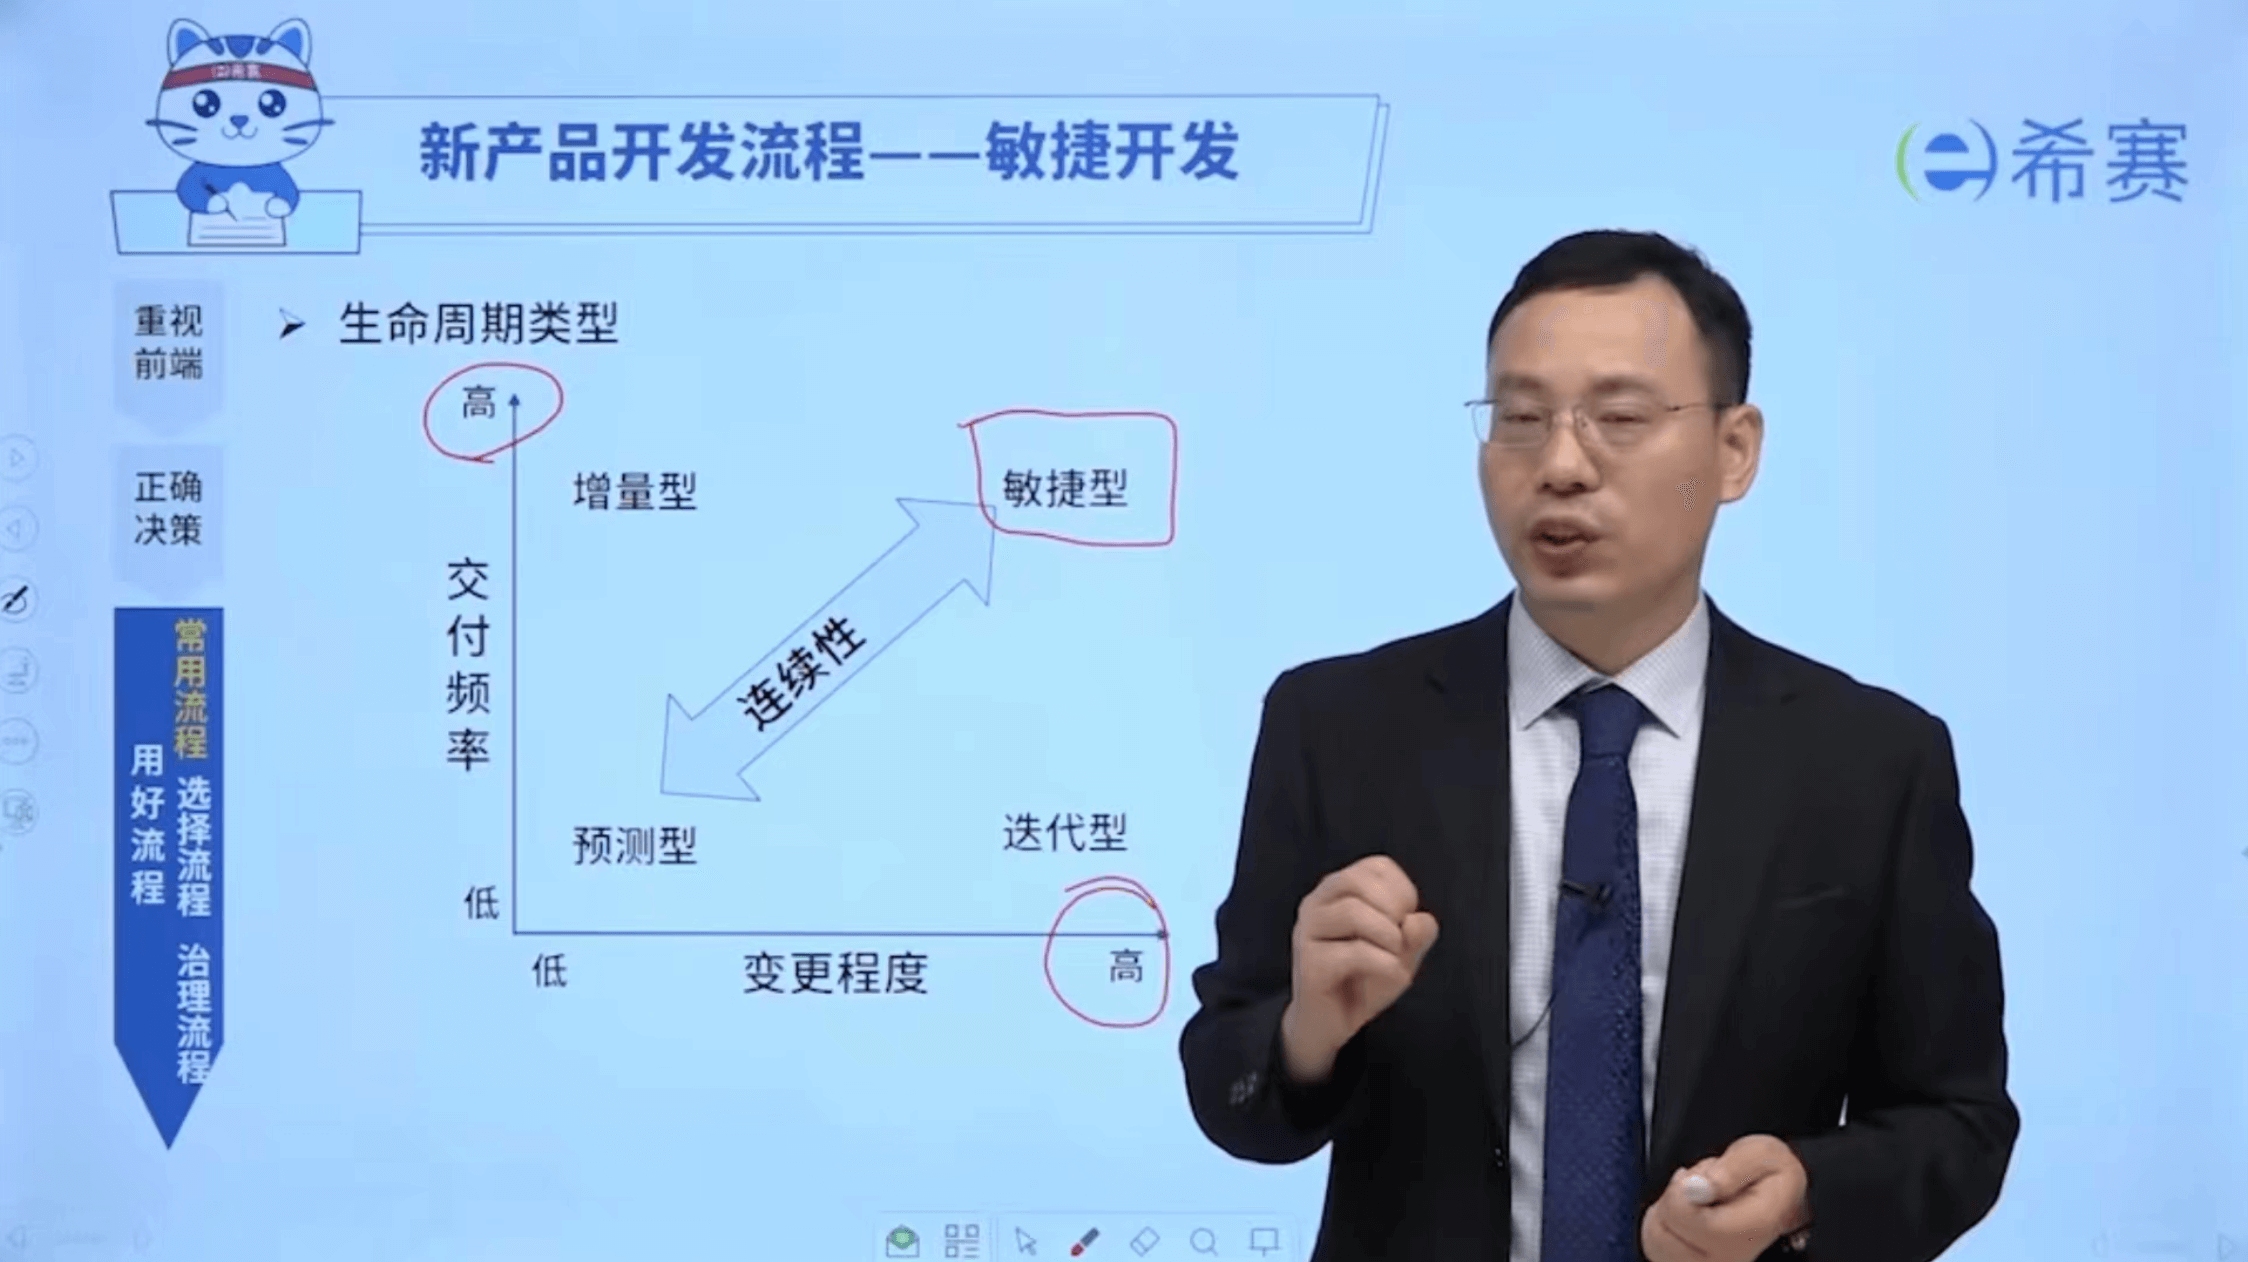 新产品开发流程——敏捷开发
希赛
重视
前端
正确
决策
常用流程 选择流程 治理流程
用好流程
生命周期类型
高
增量型
敏捷型
交付频率
连续性
预测型
迭代型
低
低
变更程度
高